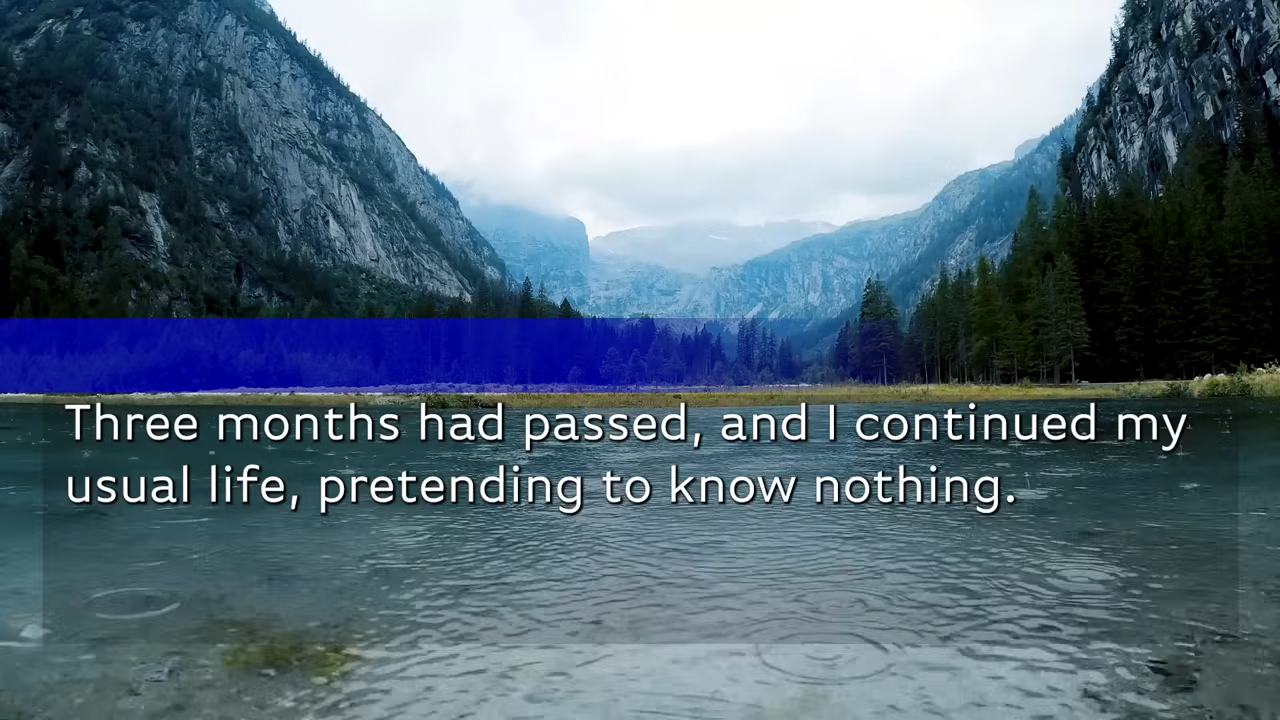 Three months had passed, and I continued my
usual life, pretending to know nothing.